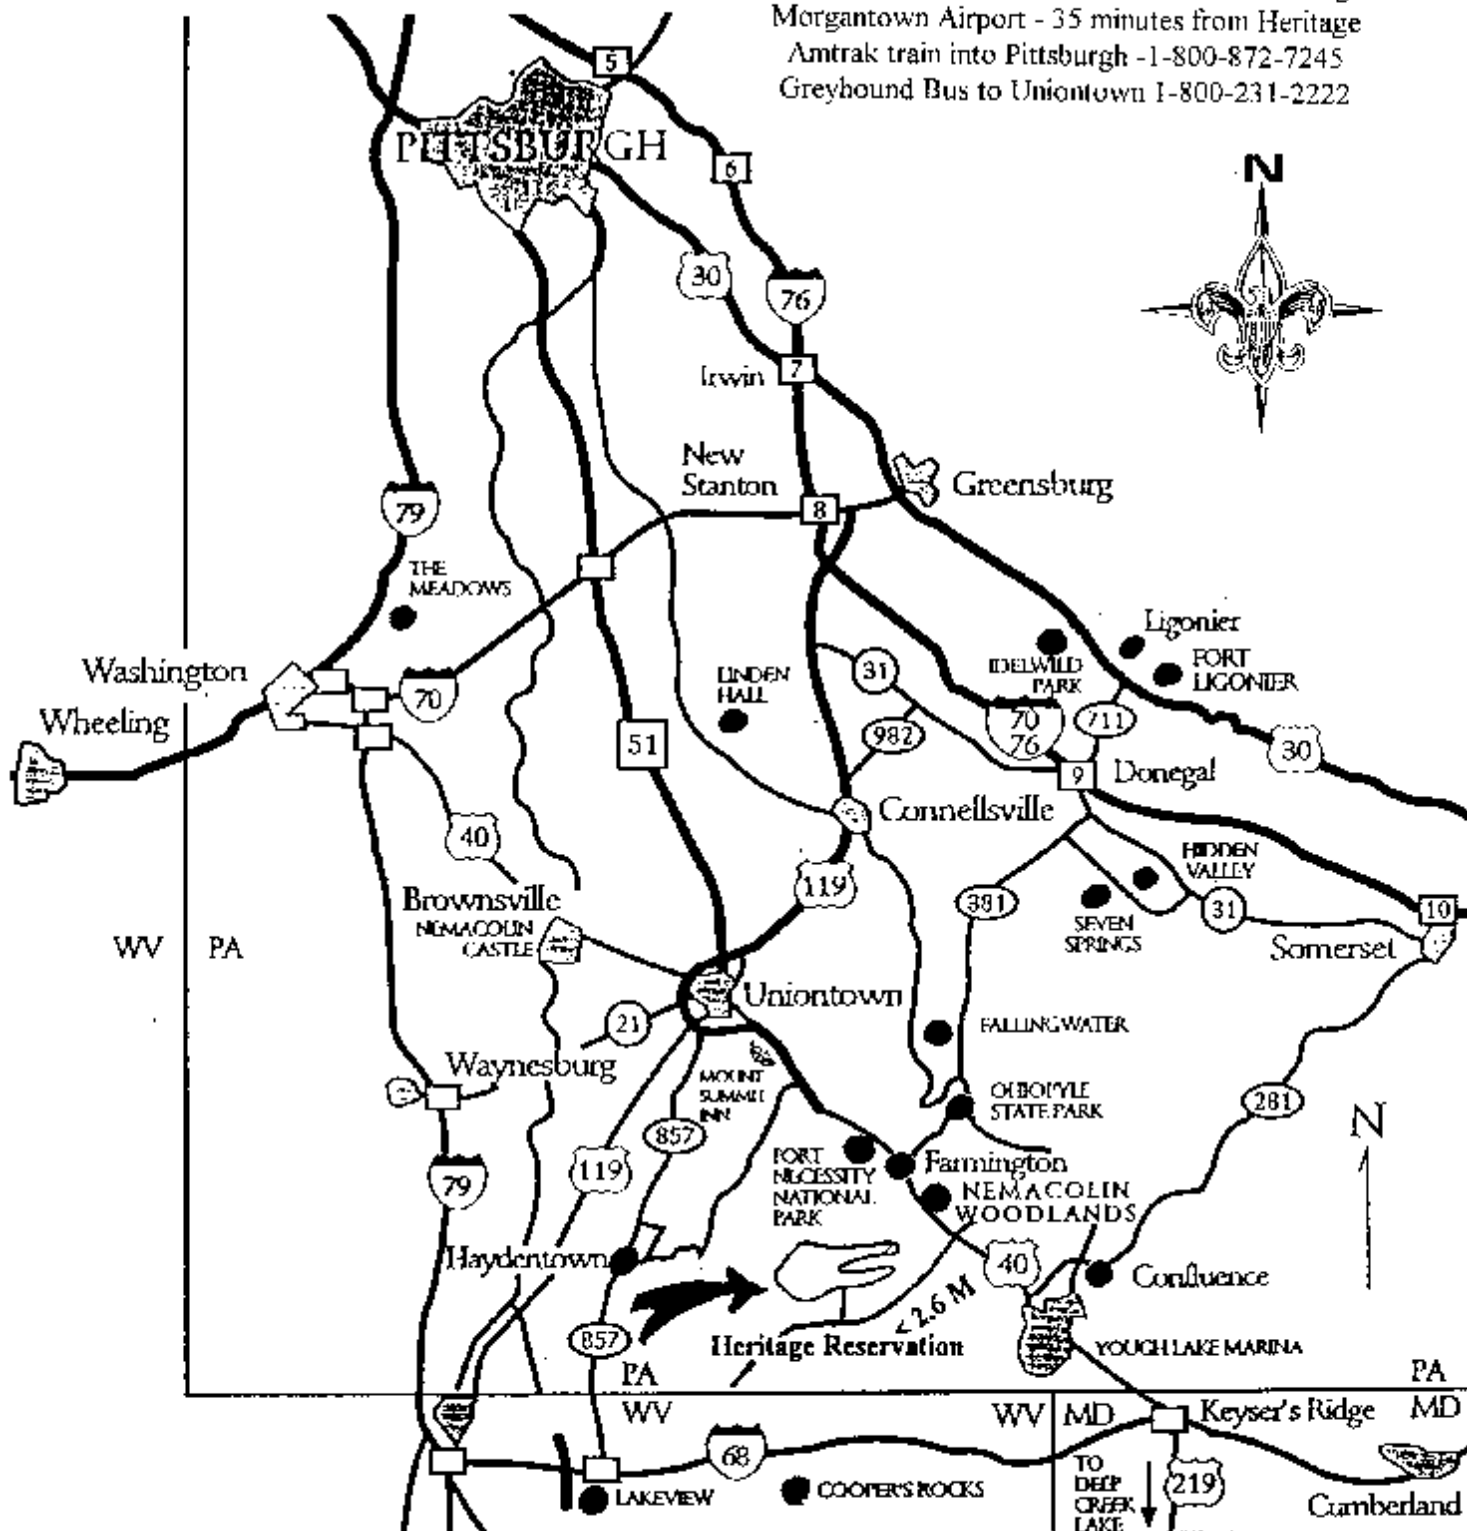 Morgantown Airport - 35 minutes from Heritage
Amtrak train into Pittsburgh -1-800-872-7245
Greyhound Bus to Uniontown 1-800-231-2222
5
PITTSBURGH
6
N
30
76
7
Irwin
New
Stanton
8
Greensburg
79
THE
MEADOWS
Ligonier
IDELWILD
PARK
FORT
LIGONIER
Washington
70
LINDEN
HALL
31
Wheeling
51
982
70
76
711
30
9
Donegal
Connellsville
40
HIDDEN
VALLEY
119
Brownsville
NEMACOLIN
CASTLE
381
SEVEN
SPRINGS
31
10
Somerset
WV
PA
Uniontown
21
FALLINGWATER
Waynesburg
MOUNT
SUMMIT
INN
OHIOPYLE
STATE PARK
281
N
857
119
79
FORT
NECESSITY
NATIONAL
PARK
Farmington
NEMACOLIN
WOODLANDS
Haydentown
40
Confluence
< 2.6 M
857
Heritage Reservation
YOUGH LAKE MARINA
PA
WV
PA
MD
WV
MD
Keyser's Ridge
68
TO
DEEP
CREEK
LAKE
219
LAKEVIEW
COOPER'S ROCKS
Cumberland